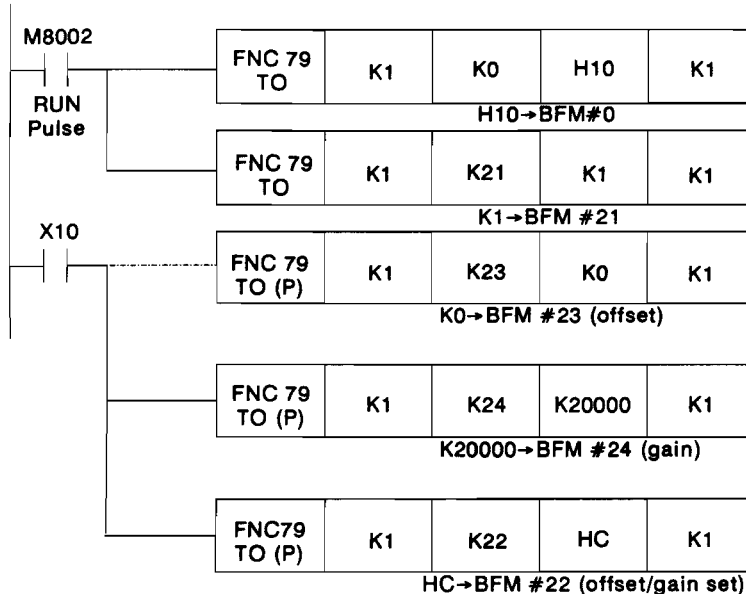 M8002
RUN
Pulse
FNC 79
TO
K1
K0
H10
K1
H10→BFM#0
FNC 79
TO
K1
K21
K1
K1
K1→BFM #21
X10
FNC 79
TO (P)
K1
K23
K0
K1
K0→BFM #23 (offset)
FNC 79
TO (P)
K1
K24
K20000
K1
K20000→BFM #24 (gain)
FNC79
TO (P)
K1
K22
HC
K1
HC→BFM #22 (offset/gain set)